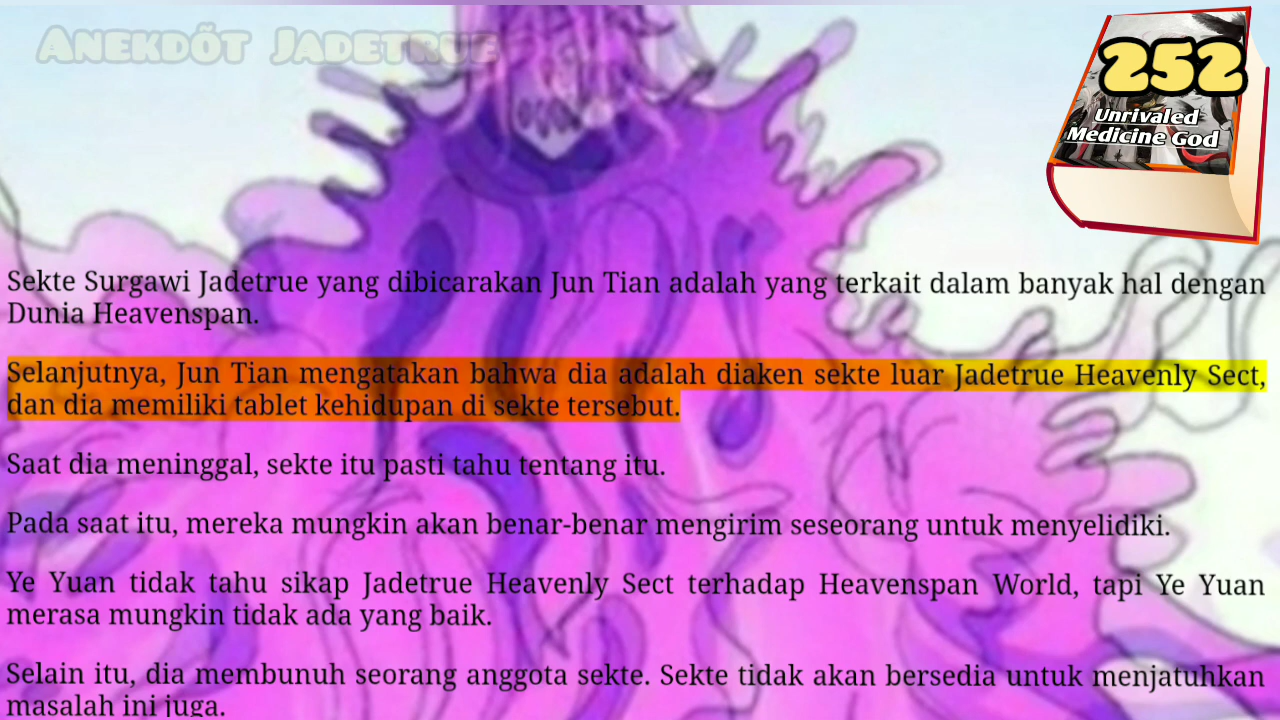 Anekdõt Jadetrue
252
Unrivaled
Medicine God
Sekte Surgawi Jadetrue yang dibicarakan Jun Tian adalah yang terkait dalam banyak hal dengan
Dunia Heavenspan.
Selanjutnya, Jun Tian mengatakan bahwa dia adalah diaken sekte luar Jadetrue Heavenly Sect,
dan dia memiliki tablet kehidupan di sekte tersebut.
Saat dia meninggal, sekte itu pasti tahu tentang itu.
Pada saat itu, mereka mungkin akan benar-benar mengirim seseorang untuk menyelidiki.
Ye Yuan tidak tahu sikap Jadetrue Heavenly Sect terhadap Heavenspan World, tapi Ye Yuan
merasa mungkin tidak ada yang baik.
Selain itu, dia membunuh seorang anggota sekte. Sekte tidak akan bersedia untuk menjatuhkan
masalah ini juga.